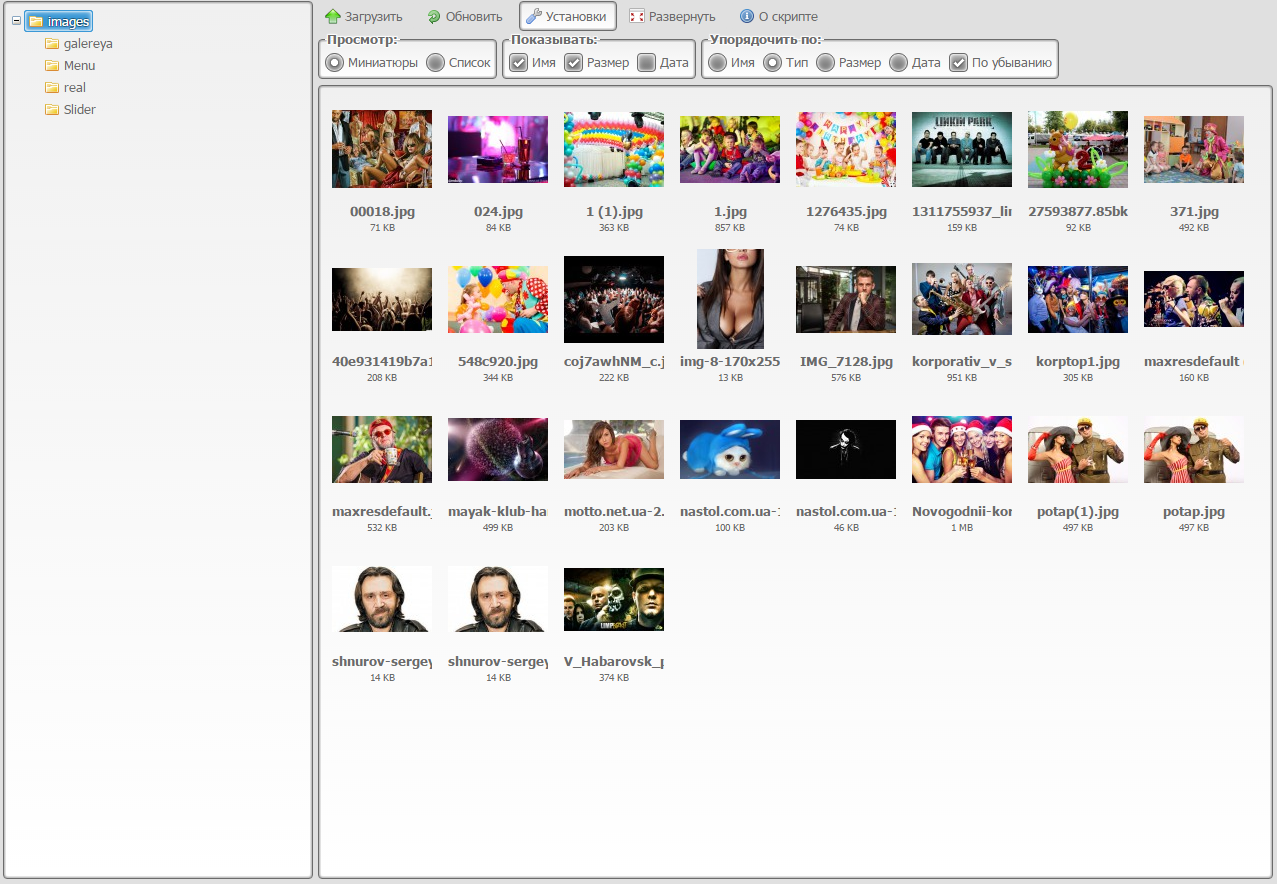 images
galereya
Menu
real
Slider
Загрузить Обновить Установки Развернуть О скрипте
Просмотр: Показывать: Упорядочить по:
Миниатюры Список Имя Размер Дата Имя Тип Размер Дата По убыванию
LINKIN PARK
00018.jpg 024.jpg 1 (1).jpg 1.jpg 1276435.jpg 1311755937_lin 27593877.85bk 371.jpg
71 KB 84 KB 363 KB 857 KB 74 KB 159 KB 92 KB 492 KB
40e931419b7a1 548c920.jpg coj7awhNM_c.j img-8-170x255 IMG_7128.jpg korporativ_v_s korptop1.jpg maxresdefault
208 KB 344 KB 222 KB 13 KB 576 KB 951 KB 305 KB 160 KB
maxresdefault. mayak-klub-ha motto.net.ua-2. nastol.com.ua- nastol.com.ua- Novogodnii-kor potap(1).jpg potap.jpg
532 KB 499 KB 203 KB 100 KB 46 KB 1 MB 497 KB 497 KB
shnurov-sergey shnurov-sergey V_Habarovsk_p
14 KB 14 KB 374 KB